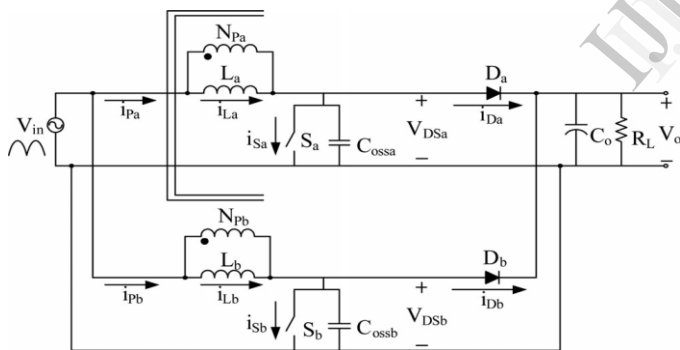 IJ
N_Pa
L_a
D_a
i_Pa
i_La
i_Da
V_in
i_Sa
S_a
C_ossa
+
V_DSa
−
C_o
R_L
+
V_o
−
N_Pb
L_b
D_b
i_Pb
i_Lb
i_Db
i_Sb
S_b
C_ossb
+
V_DSb
−